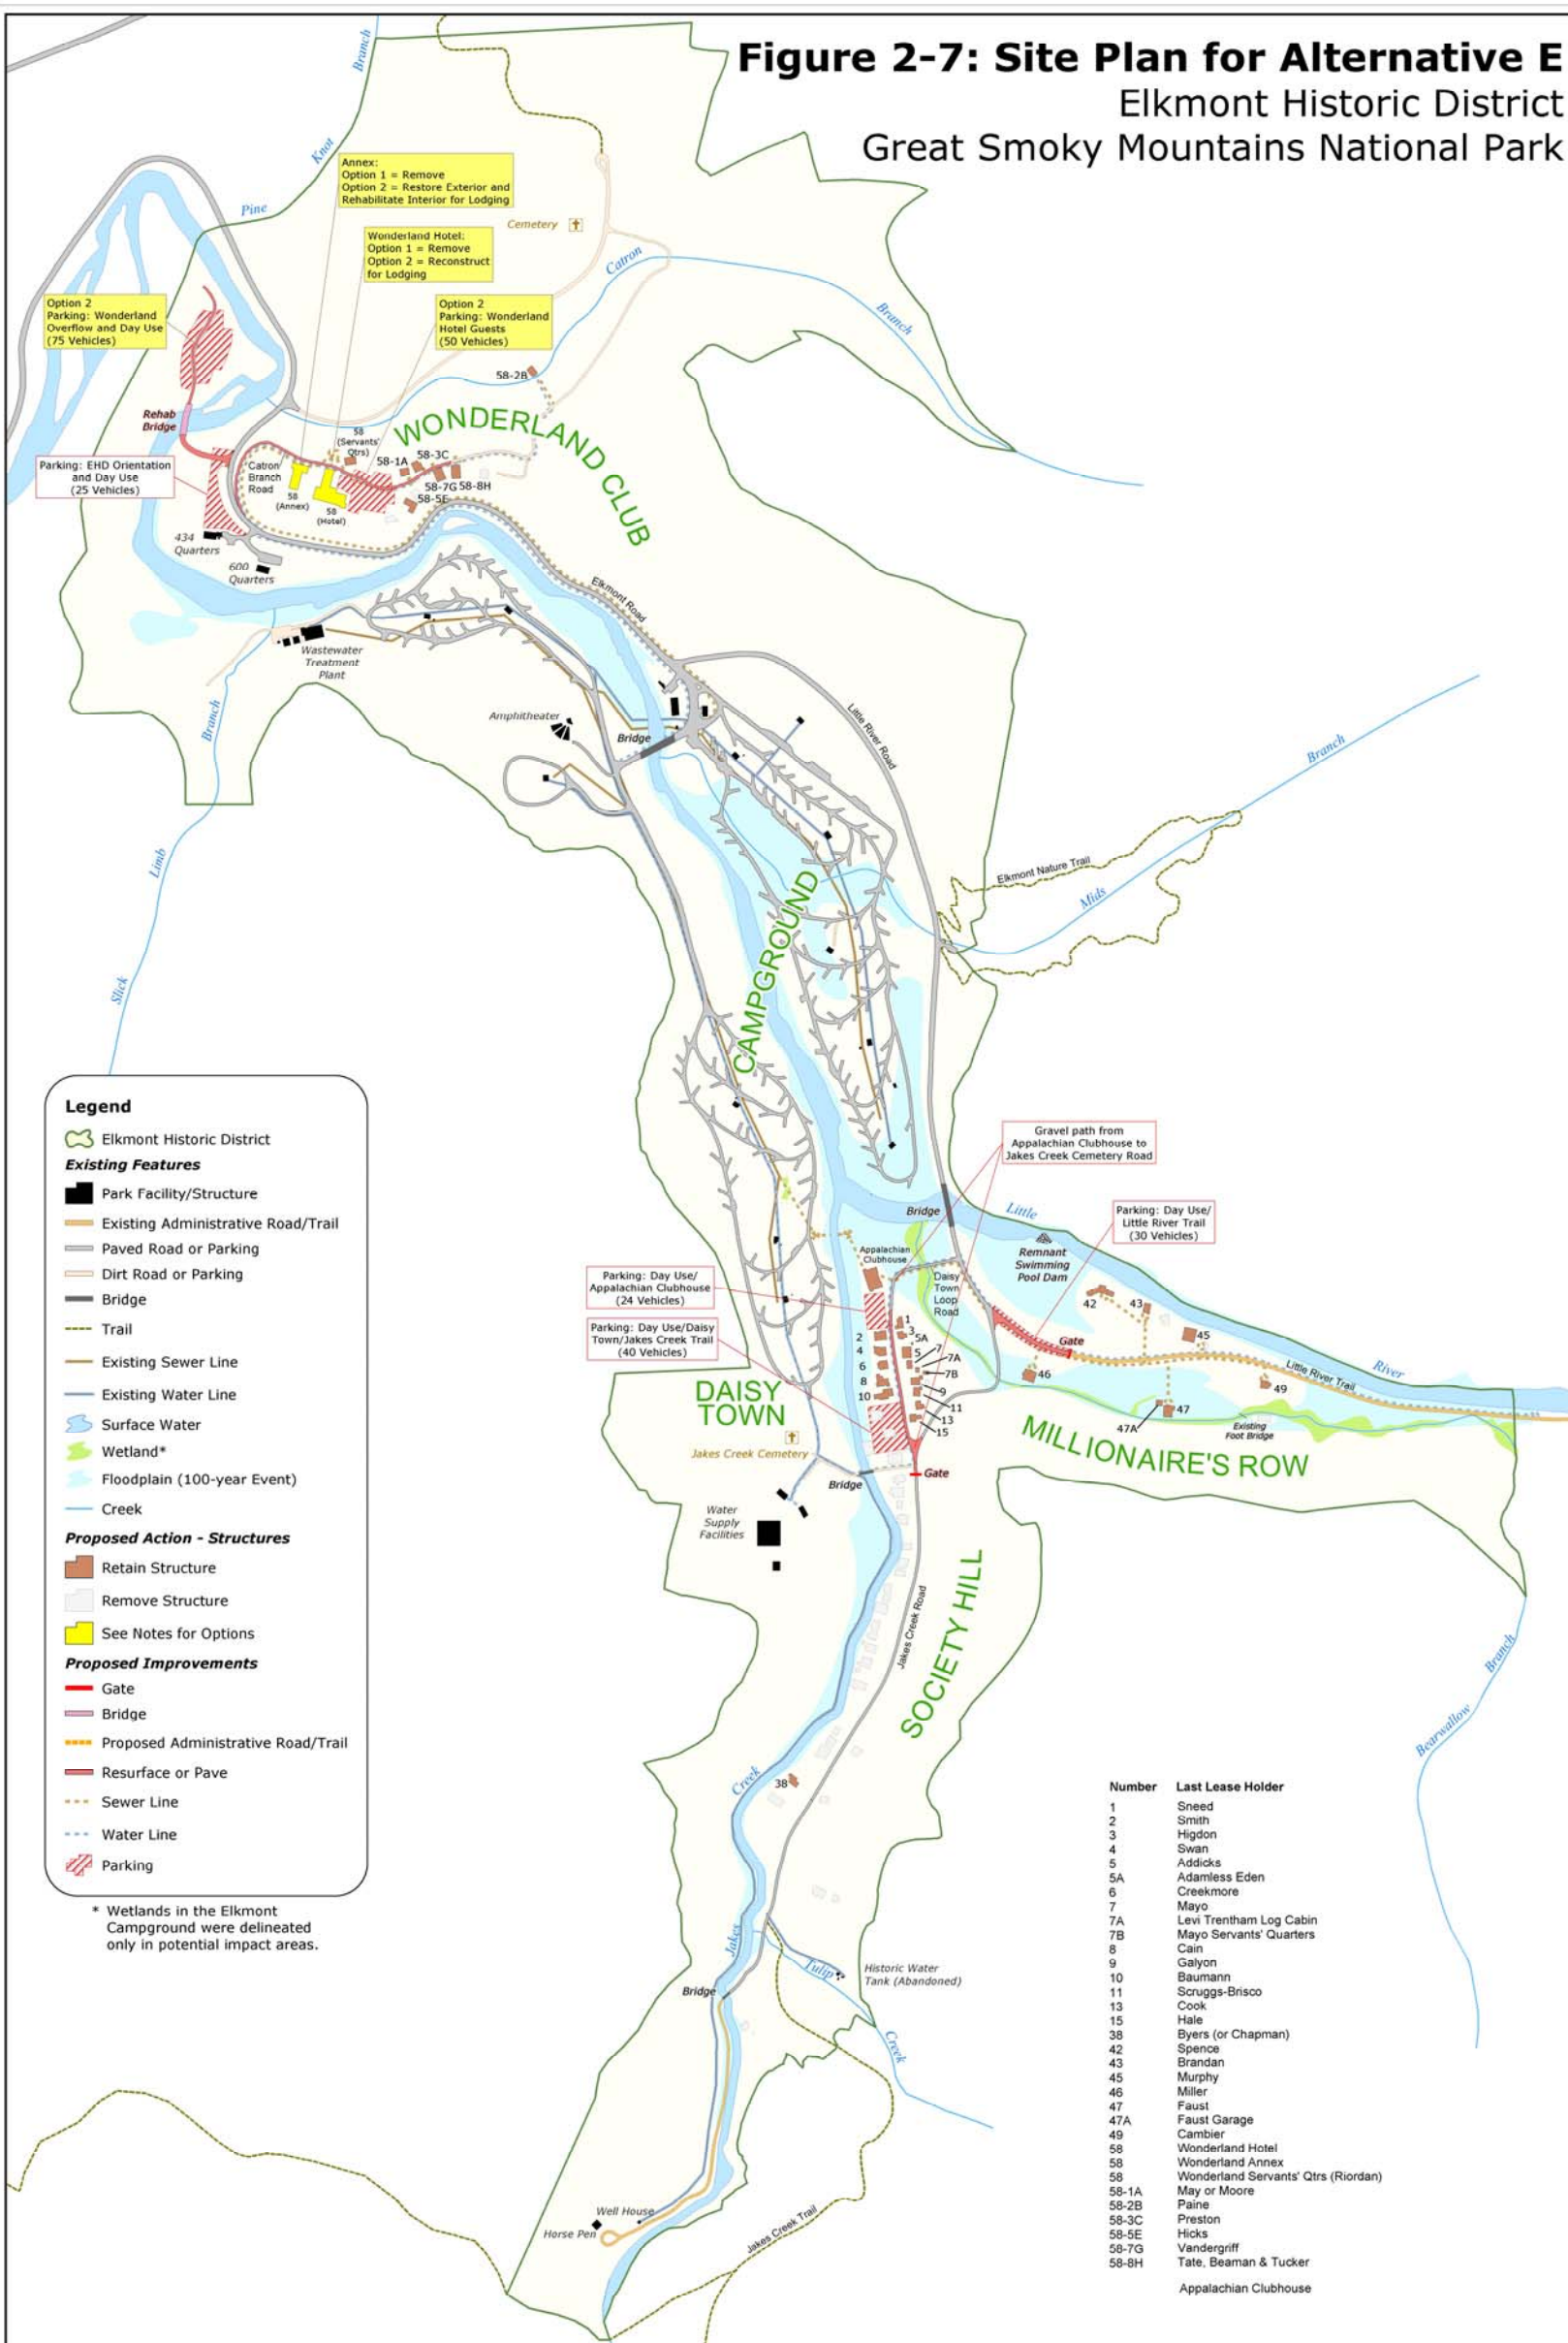 Figure 2-7: Site Plan for Alternative E
Elkmont Historic District
Great Smoky Mountains National Park
Branch
Knot
Pine
Annex:
Option 1 = Remove
Option 2 = Restore Exterior and
Rehabilitate Interior for Lodging
Wonderland Hotel:
Option 1 = Remove
Option 2 = Reconstruct
for Lodging
Option 2
Parking: Wonderland
Hotel Guests
(50 Vehicles)
Option 2
Parking: Wonderland
Overflow and Day Use
(75 Vehicles)
Cemetery
Catron
Branch
58-2B
Rehab
Bridge
WONDERLAND CLUB
58
(Servants'
Qtrs)
58-1A
58-3C
58-7G
58-8H
58-5E
Parking: EHD Orientation
and Day Use
(25 Vehicles)
Catron
Branch
Road
58
(Annex)
58
(Hotel)
434
Quarters
600
Quarters
Elkmont Road
Wastewater
Treatment
Plant
Amphitheater
Bridge
Little River Road
Branch
Limb
Slick
Branch
Mids
Elkmont Nature Trail
CAMPGROUND
Gravel path from
Appalachian Clubhouse to
Jakes Creek Cemetery Road
Parking: Day Use/
Little River Trail
(30 Vehicles)
Bridge
Little
River
Remnant
Swimming
Pool Dam
Appalachian
Clubhouse
Daisy
Town
Loop
Road
Parking: Day Use/
Appalachian Clubhouse
(24 Vehicles)
Parking: Day Use/Daisy
Town/Jakes Creek Trail
(40 Vehicles)
1
2
3
4
5A
5
6
7
7A
7B
8
9
10
11
13
15
42
43
45
Gate
46
49
47
47A
Little River Trail
Existing
Foot Bridge
DAISY
TOWN
MILLIONAIRE'S ROW
Jakes Creek Cemetery
Bridge
Gate
Water
Supply
Facilities
Jakes Creek Road
SOCIETY HILL
38
Creek
Jakes
Tulip
Creek
Historic Water
Tank (Abandoned)
Bridge
Branch
Bearwallow
Well House
Horse Pen
Jakes Creek Trail
Legend
Elkmont Historic District
Existing Features
Park Facility/Structure
Existing Administrative Road/Trail
Paved Road or Parking
Dirt Road or Parking
Bridge
Trail
Existing Sewer Line
Existing Water Line
Surface Water
Wetland*
Floodplain (100-year Event)
Creek
Proposed Action - Structures
Retain Structure
Remove Structure
See Notes for Options
Proposed Improvements
Gate
Bridge
Proposed Administrative Road/Trail
Resurface or Pave
Sewer Line
Water Line
Parking
* Wetlands in the Elkmont
Campground were delineated
only in potential impact areas.
Number Last Lease Holder
1 Sneed
2 Smith
3 Higdon
4 Swan
5 Addicks
5A Adamless Eden
6 Creekmore
7 Mayo
7A Levi Trentham Log Cabin
7B Mayo Servants' Quarters
8 Cain
9 Galyon
10 Baumann
11 Scruggs-Brisco
13 Cook
15 Hale
38 Byers (or Chapman)
42 Spence
43 Brandan
45 Murphy
46 Miller
47 Faust
47A Faust Garage
49 Cambier
58 Wonderland Hotel
58 Wonderland Annex
58 Wonderland Servants' Qtrs (Riordan)
58-1A May or Moore
58-2B Paine
58-3C Preston
58-5E Hicks
58-7G Vandergriff
58-8H Tate, Beaman & Tucker
Appalachian Clubhouse